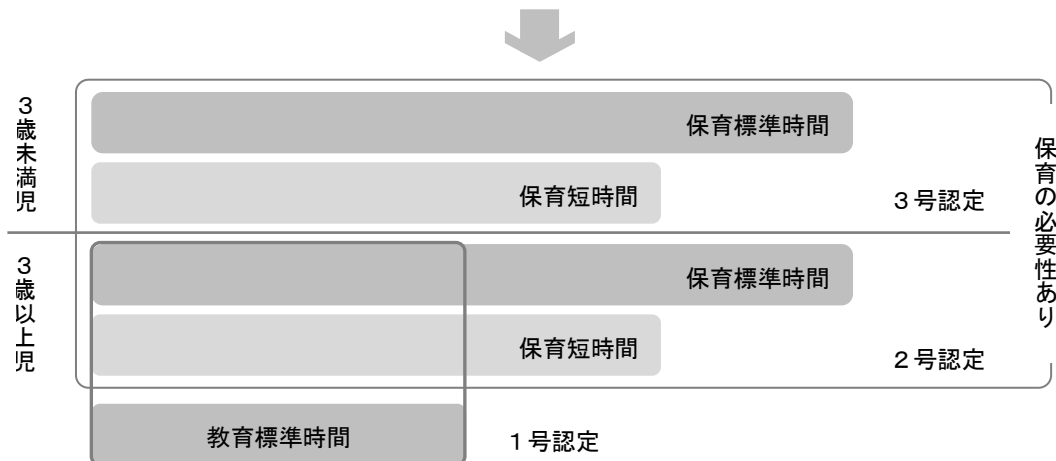 3歳未満児
保育標準時間
保育短時間
3号認定
保育の必要性あり
3歳以上児
保育標準時間
保育短時間
2号認定
教育標準時間
1号認定